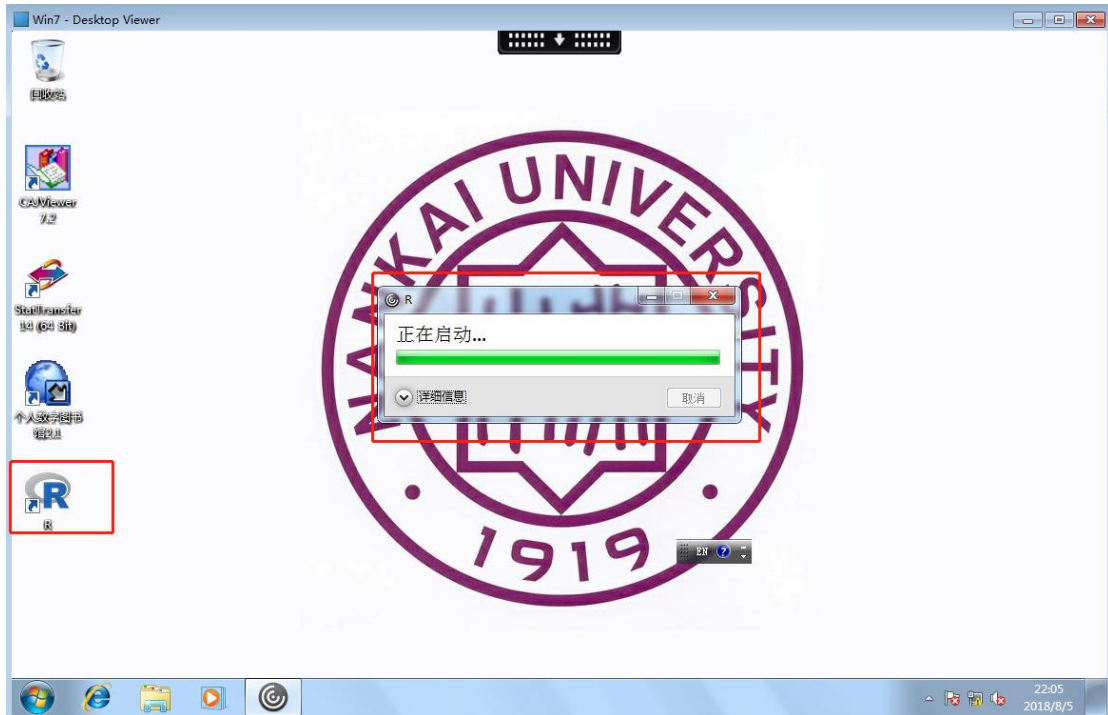 Win7 - Desktop Viewer
回收站
CAJViewer
7.2
StatTransfer
14 (64 Bit)
个人数字图书
馆2.1
R
R
NANKAI UNIVERSITY
1919
R
正在启动...
详细信息
取消
EN
22:05
2018/8/5